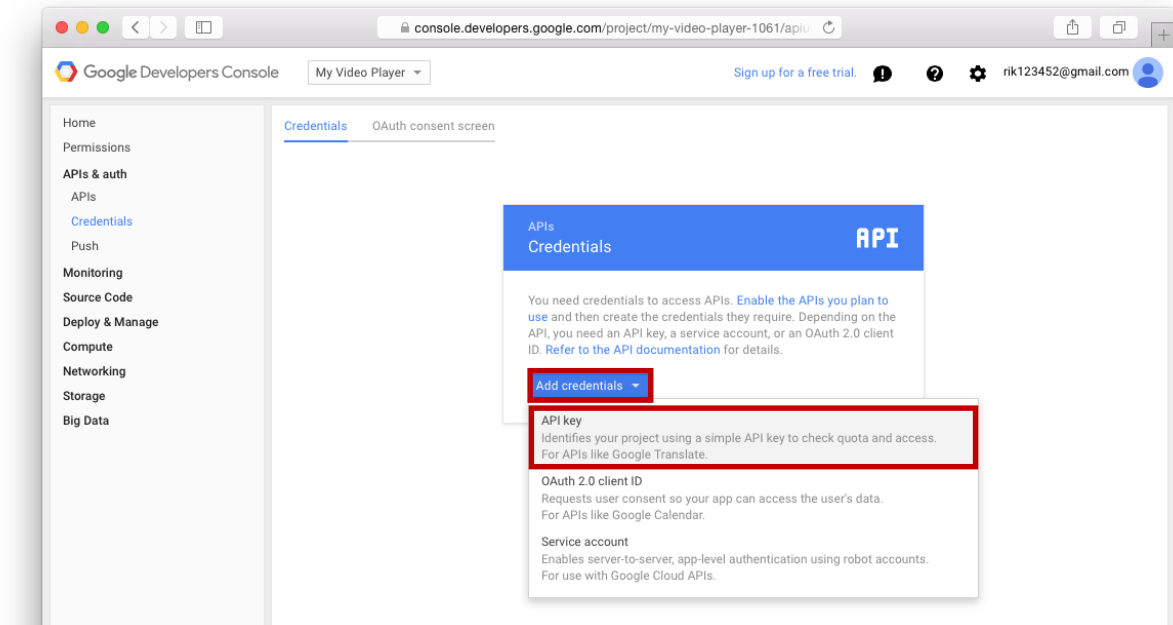 console.developers.google.com/project/my-video-player-1061/apiu
Google Developers Console
My Video Player
Sign up for a free trial.
rik123452@gmail.com
Home
Permissions
APIs & auth
APIs
Credentials
Push
Monitoring
Source Code
Deploy & Manage
Compute
Networking
Storage
Big Data
Credentials
OAuth consent screen
APIs
Credentials
API
You need credentials to access APIs. Enable the APIs you plan to
use and then create the credentials they require. Depending on the
API, you need an API key, a service account, or an OAuth 2.0 client
ID. Refer to the API documentation for details.
Add credentials
API key
Identifies your project using a simple API key to check quota and access.
For APIs like Google Translate.
OAuth 2.0 client ID
Requests user consent so your app can access the user's data.
For APIs like Google Calendar.
Service account
Enables server-to-server, app-level authentication using robot accounts.
For use with Google Cloud APIs.